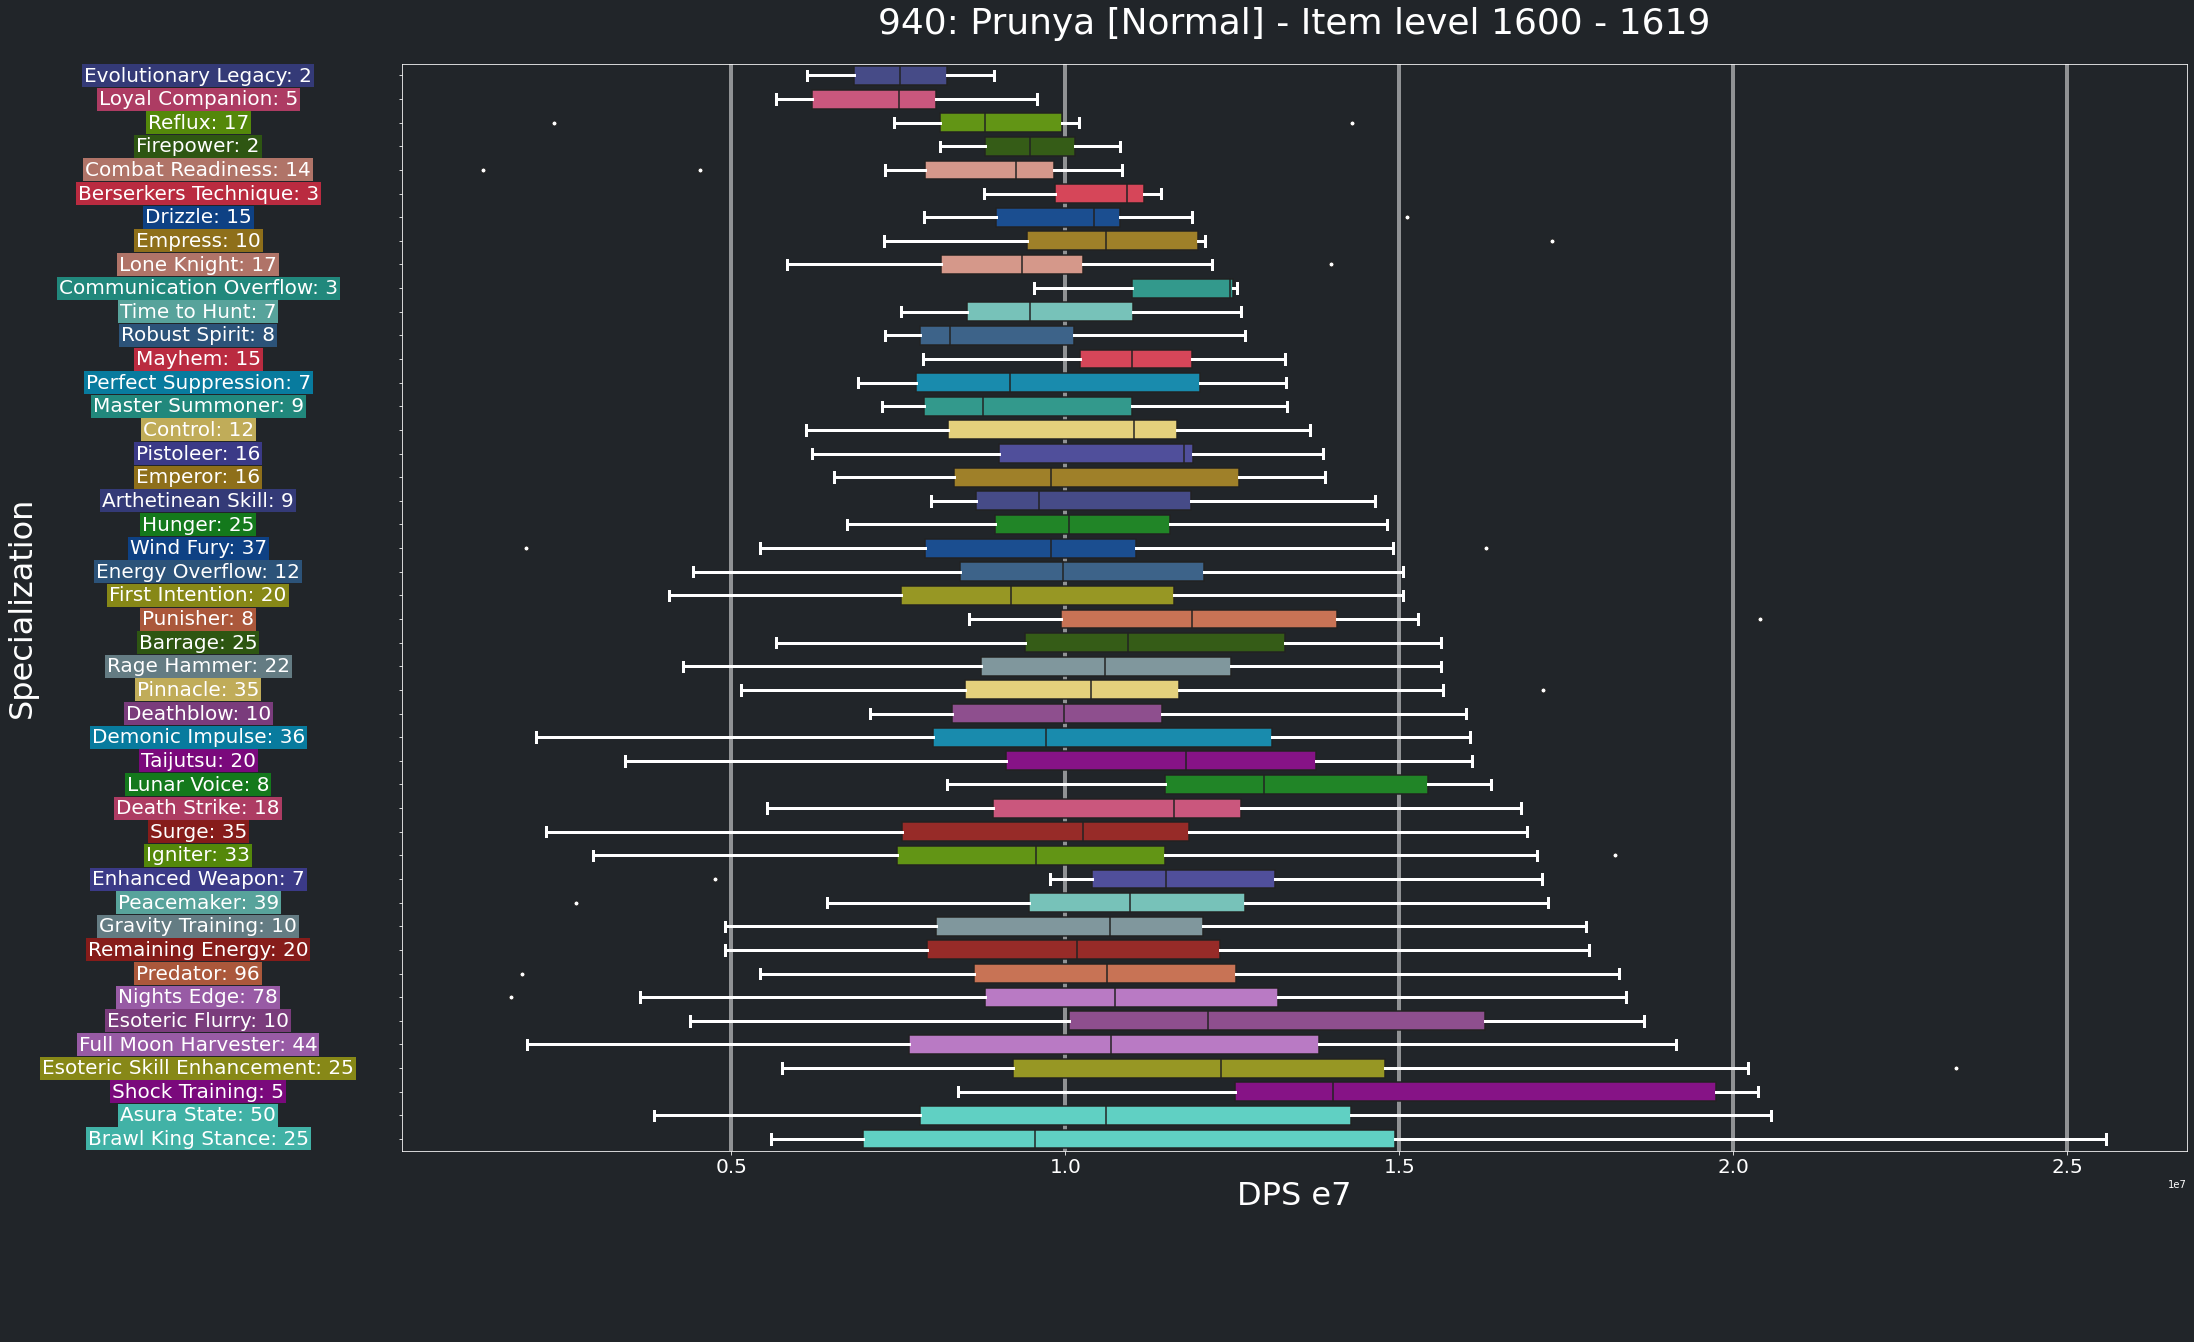 940: Prunya [Normal] - Item level 1600 - 1619
Specialization
Evolutionary Legacy: 2
Loyal Companion: 5
Reflux: 17
Firepower: 2
Combat Readiness: 14
Berserkers Technique: 3
Drizzle: 15
Empress: 10
Lone Knight: 17
Communication Overflow: 3
Time to Hunt: 7
Robust Spirit: 8
Mayhem: 15
Perfect Suppression: 7
Master Summoner: 9
Control: 12
Pistoleer: 16
Emperor: 16
Arthetinean Skill: 9
Hunger: 25
Wind Fury: 37
Energy Overflow: 12
First Intention: 20
Punisher: 8
Barrage: 25
Rage Hammer: 22
Pinnacle: 35
Deathblow: 10
Demonic Impulse: 36
Taijutsu: 20
Lunar Voice: 8
Death Strike: 18
Surge: 35
Igniter: 33
Enhanced Weapon: 7
Peacemaker: 39
Gravity Training: 10
Remaining Energy: 20
Predator: 96
Nights Edge: 78
Esoteric Flurry: 10
Full Moon Harvester: 44
Esoteric Skill Enhancement: 25
Shock Training: 5
Asura State: 50
Brawl King Stance: 25
0.5 1.0 1.5 2.0 2.5
1e7
DPS e7